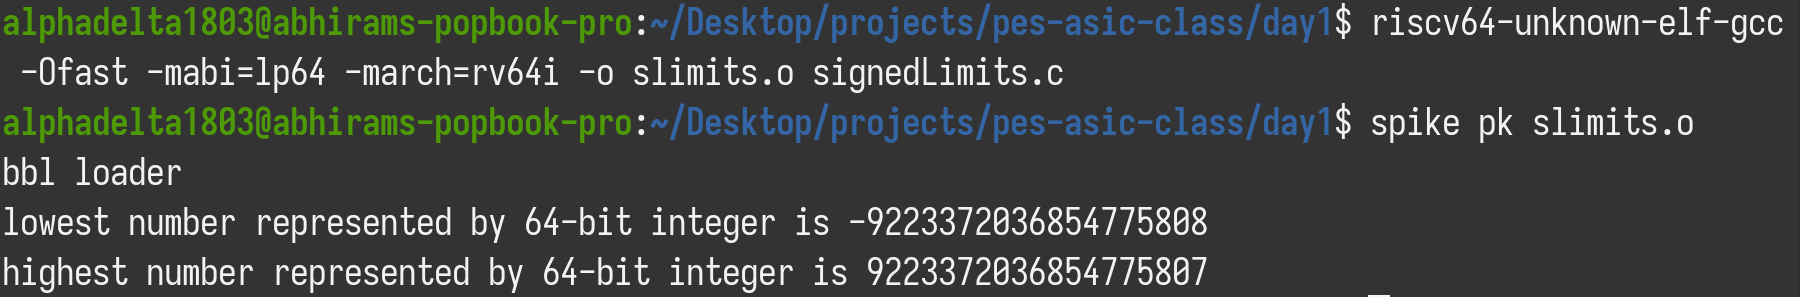 alphadelta1803@abhirams-popbook-pro:~/Desktop/projects/pes-asic-class/day1$ riscv64-unknown-elf-gcc
-Ofast -mabi=lp64 -march=rv64i -o slimits.o signedLimits.c
alphadelta1803@abhirams-popbook-pro:~/Desktop/projects/pes-asic-class/day1$ spike pk slimits.o
bbl loader
lowest number represented by 64-bit integer is -9223372036854775808
highest number represented by 64-bit integer is 9223372036854775807